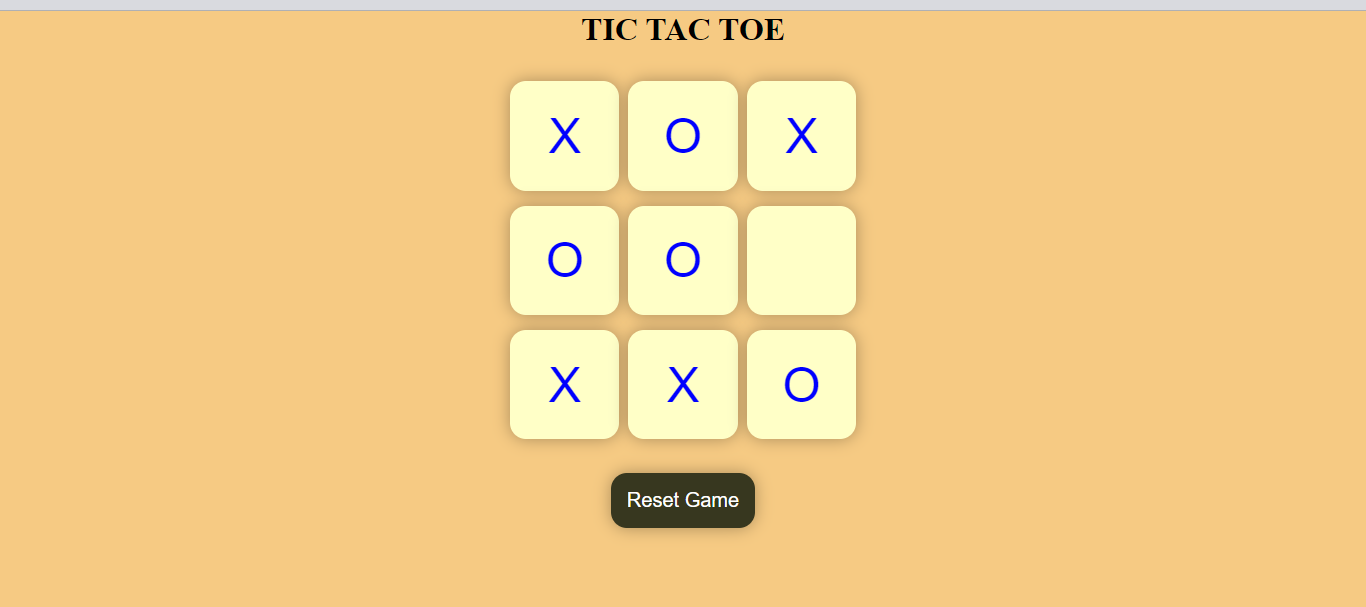 TIC TAC TOE
X O X
O O
X X O
Reset Game